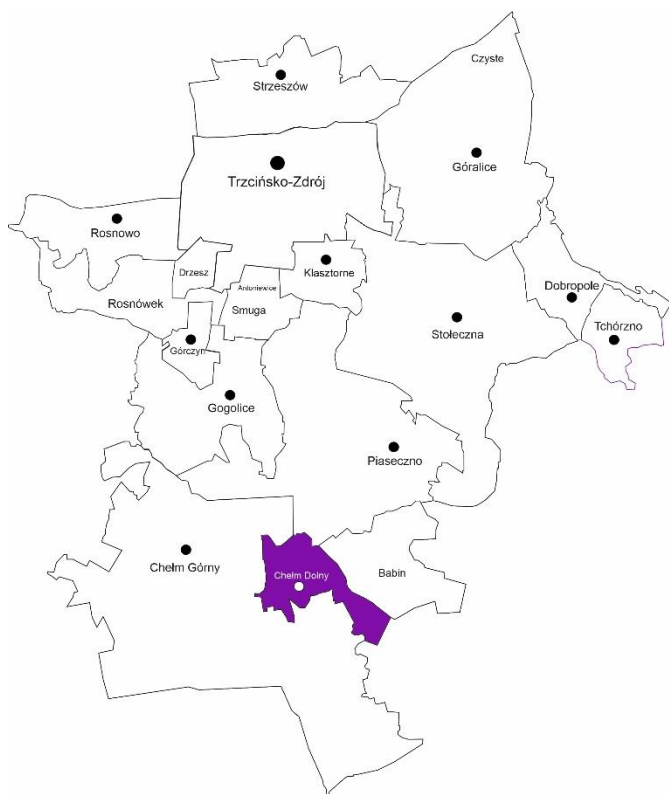 Czyste
Strzeszów
Góralice
Trzcińsko-Zdrój
Rosnowo
Drzesz
Klasztorne
Antoniewice
Dobropole
Rosnówek
Smuga
Stołeczna
Tchórzno
Górczyn
Gogolice
Piaseczno
Chełm Górny
Chełm Dolny
Babin